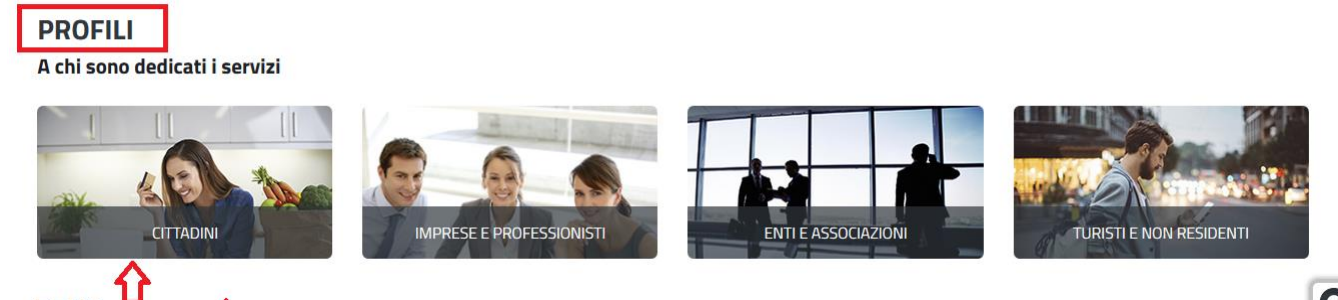 PROFILI
A chi sono dedicati i servizi
CITTADINI
IMPRESE E PROFESSIONISTI
ENTI E ASSOCIAZIONI
TURISTI E NON RESIDENTI